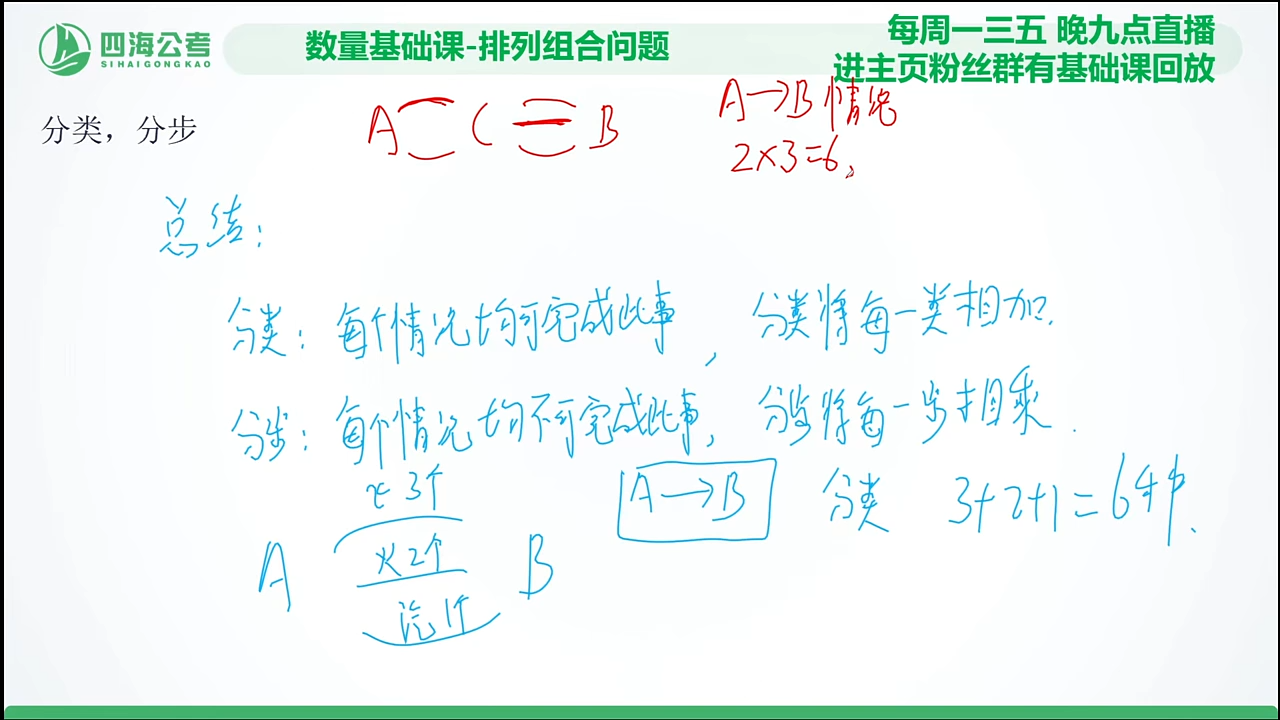 四海公考
SIHAIGONGKAO
数量基础课-排列组合问题
每周一三五 晚九点直播
进主页粉丝群有基础课回放
分类，分步
A C B
A→B 情况
2×3=6
总结：
分类：每个情况均可完成此事，分类将每一类相加.
分步：每个情况均不可完成此事，分步将每一步相乘.
3个
A→B 分类 3+2+1=6种.
A 火2个 B
汽1个